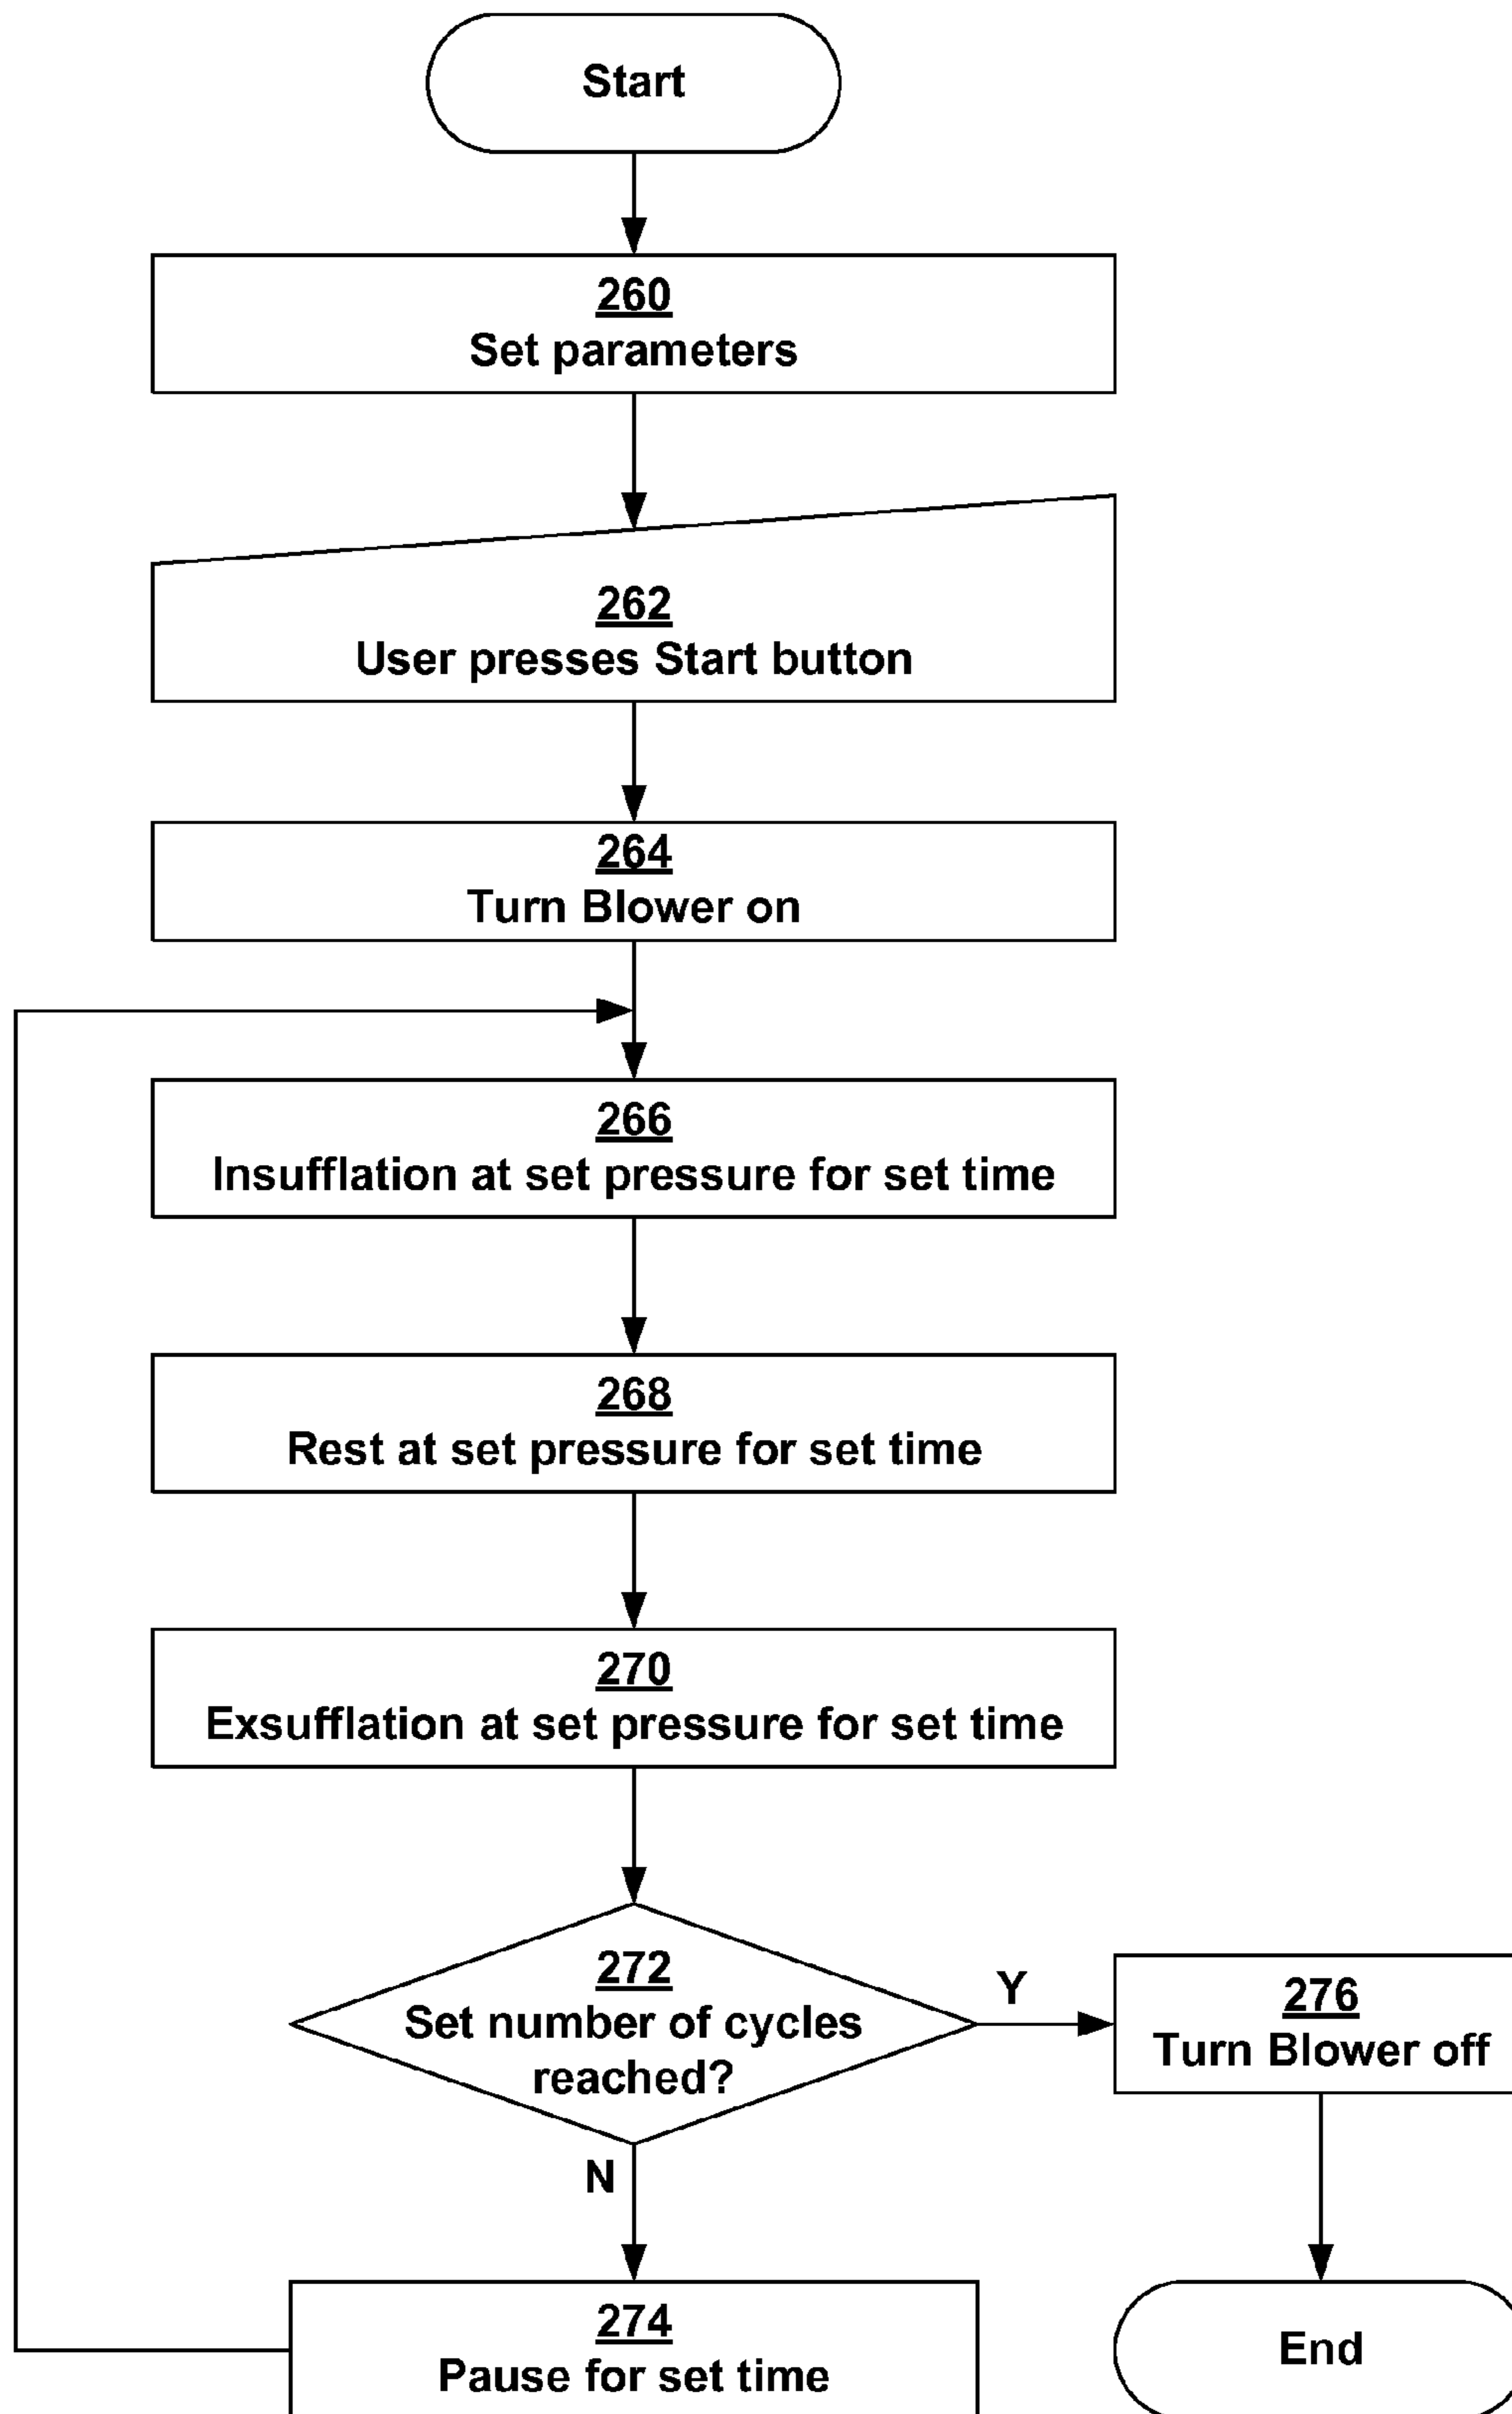 Start
260
Set parameters
262
User presses Start button
264
Turn Blower on
266
Insufflation at set pressure for set time
268
Rest at set pressure for set time
270
Exsufflation at set pressure for set time
272
Set number of cycles
reached?
Y
276
Turn Blower off
N
274
Pause for set time
End